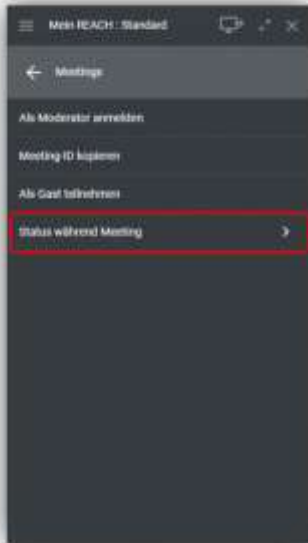 Mein REACH : Standard
Meetings
Als Moderator anmelden
Meeting-ID kopieren
Als Gast teilnehmen
Status während Meeting